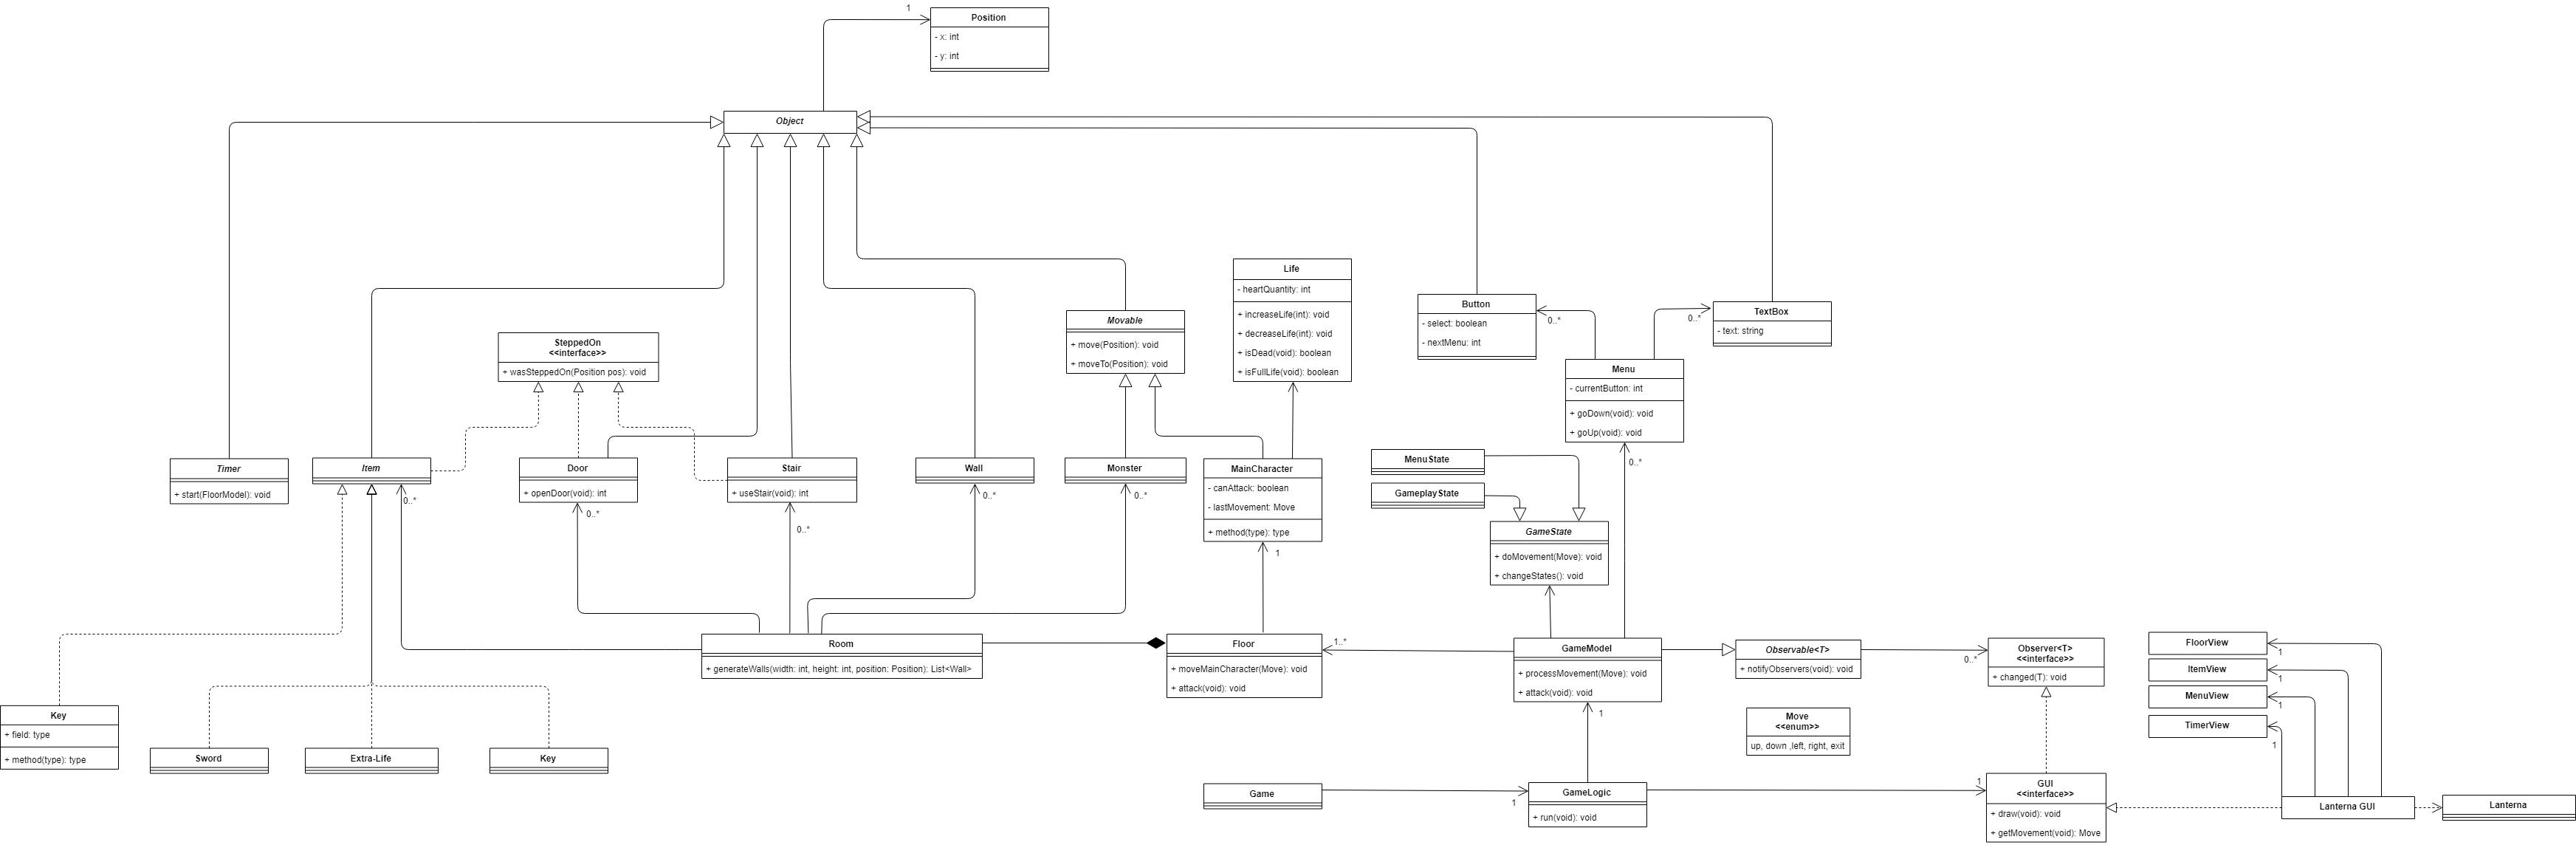 1
Position
- x: int
- y: int
Object
Life
- heartQuantity: int
+ increaseLife(int): void
+ decreaseLife(int): void
+ isDead(void): boolean
+ isFullLife(void): boolean
Button
- select: boolean
- nextMenu: int
0..*
0..*
TextBox
- text: string
Movable
+ move(Position): void
+ moveTo(Position): void
SteppedOn
<<interface>>
+ wasSteppedOn(Position pos): void
Menu
- currentButton: int
+ goDown(void): void
+ goUp(void): void
0..*
Timer
+ start(FloorModel): void
Item
0..*
Door
+ openDoor(void): int
0..*
Stair
+ useStair(void): int
0..*
Wall
0..*
Monster
0..*
MainCharacter
- canAttack: boolean
- lastMovement: Move
+ method(type): type
1
MenuState
GameplayState
GameState
+ doMovement(Move): void
+ changeStates(): void
Room
+ generateWalls(width: int, height: int, position: Position): List<Wall>
Floor
+ moveMainCharacter(Move): void
+ attack(void): void
1..*
GameModel
+ processMovement(Move): void
+ attack(void): void
1
Observable<T>
+ notifyObservers(void): void
0..*
Observer<T>
<<interface>>
+ changed(T): void
FloorView
1
ItemView
1
MenuView
1
TimerView
1
Key
+ field: type
+ method(type): type
Sword
Extra-Life
Key
Move
<<enum>>
up, down ,left, right, exit
Game
1
GameLogic
+ run(void): void
1
GUI
<<interface>>
+ draw(void): void
+ getMovement(void): Move
Lanterna GUI
Lanterna